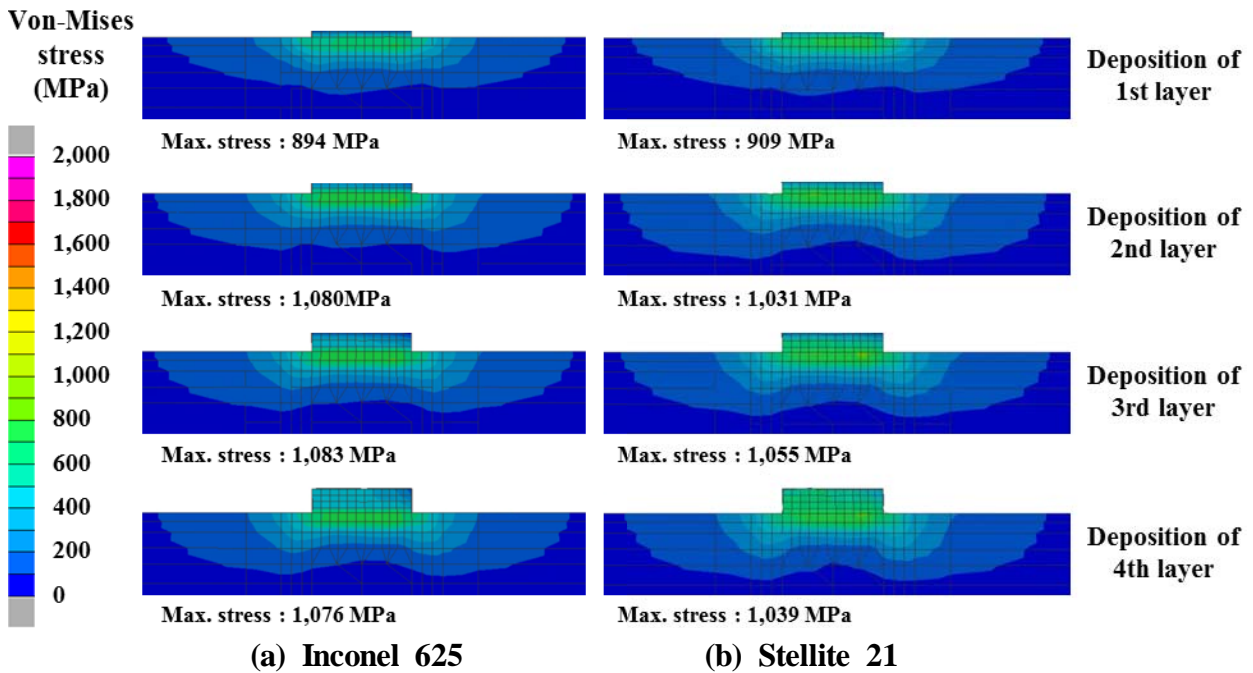 Von-Mises
stress
(MPa)
2,000
1,800
1,600
1,400
1,200
1,000
800
600
400
200
0
Max. stress : 894 MPa
Max. stress : 909 MPa
Deposition of
1st layer
Max. stress : 1,080MPa
Max. stress : 1,031 MPa
Deposition of
2nd layer
Max. stress : 1,083 MPa
Max. stress : 1,055 MPa
Deposition of
3rd layer
Max. stress : 1,076 MPa
Max. stress : 1,039 MPa
Deposition of
4th layer
(a) Inconel 625
(b) Stellite 21